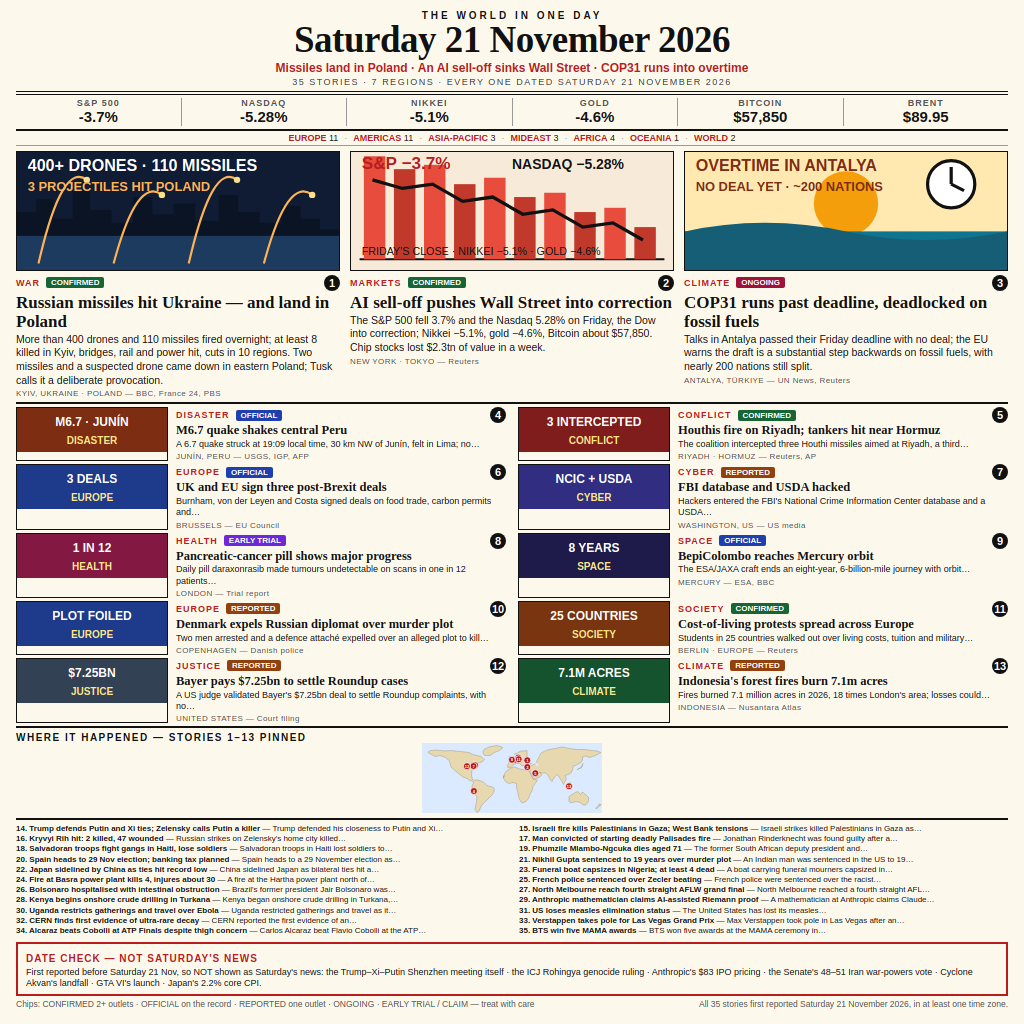 THE WORLD IN ONE DAY
Saturday 21 November 2026
Missiles land in Poland · An AI sell-off sinks Wall Street · COP31 runs into overtime
35 STORIES · 7 REGIONS · EVERY ONE DATED SATURDAY 21 NOVEMBER 2026
S&P 500
-3.7%
NASDAQ
-5.28%
NIKKEI
-5.1%
GOLD
-4.6%
BITCOIN
$57,850
BRENT
$89.95
EUROPE 11 · AMERICAS 11 · ASIA-PACIFIC 3 · MIDEAST 3 · AFRICA 4 · OCEANIA 1 · WORLD 2
400+ DRONES · 110 MISSILES
3 PROJECTILES HIT POLAND
WAR CONFIRMED 1
Russian missiles hit Ukraine — and land in
Poland
More than 400 drones and 110 missiles fired overnight; at least 8
killed in Kyiv, bridges, rail and power hit, cuts in 10 regions. Two
missiles and a suspected drone came down in eastern Poland; Tusk
calls it a deliberate provocation.
KYIV, UKRAINE · POLAND — BBC, France 24, PBS
S&P −3.7%
NASDAQ −5.28%
FRIDAY'S CLOSE · NIKKEI −5.1% · GOLD −4.6%
MARKETS CONFIRMED 2
AI sell-off pushes Wall Street into correction
The S&P 500 fell 3.7% and the Nasdaq 5.28% on Friday, the Dow
into correction; Nikkei −5.1%, gold −4.6%, Bitcoin about $57,850.
Chip stocks lost $2.3tn of value in a week.
NEW YORK · TOKYO — Reuters
OVERTIME IN ANTALYA
NO DEAL YET · ~200 NATIONS
CLIMATE ONGOING 3
COP31 runs past deadline, deadlocked on
fossil fuels
Talks in Antalya passed their Friday deadline with no deal; the EU
warns the draft is a substantial step backwards on fossil fuels, with
nearly 200 nations still split.
ANTALYA, TÜRKIYE — UN News, Reuters
M6.7 · JUNÍN
DISASTER
DISASTER OFFICIAL 4
M6.7 quake shakes central Peru
A 6.7 quake struck at 19:09 local time, 30 km NW of Junín, felt in Lima; no…
JUNÍN, PERU — USGS, IGP, AFP
3 INTERCEPTED
CONFLICT
CONFLICT CONFIRMED 5
Houthis fire on Riyadh; tankers hit near Hormuz
The coalition intercepted three Houthi missiles aimed at Riyadh, a third…
RIYADH · HORMUZ — Reuters, AP
3 DEALS
EUROPE
EUROPE OFFICIAL 6
UK and EU sign three post-Brexit deals
Burnham, von der Leyen and Costa signed deals on food trade, carbon permits
and…
BRUSSELS — EU Council
NCIC + USDA
CYBER
CYBER REPORTED 7
FBI database and USDA hacked
Hackers entered the FBI's National Crime Information Center database and a
USDA…
WASHINGTON, US — US media
1 IN 12
HEALTH
HEALTH EARLY TRIAL 8
Pancreatic-cancer pill shows major progress
Daily pill daraxonrasib made tumours undetectable on scans in one in 12
patients…
LONDON — Trial report
8 YEARS
SPACE
SPACE OFFICIAL 9
BepiColombo reaches Mercury orbit
The ESA/JAXA craft ends an eight-year, 6-billion-mile journey with orbit…
MERCURY — ESA, BBC
PLOT FOILED
EUROPE
EUROPE REPORTED 10
Denmark expels Russian diplomat over murder plot
Two men arrested and a defence attaché expelled over an alleged plot to kill…
COPENHAGEN — Danish police
25 COUNTRIES
SOCIETY
SOCIETY CONFIRMED 11
Cost-of-living protests spread across Europe
Students in 25 countries walked out over living costs, tuition and military…
BERLIN · EUROPE — Reuters
$7.25BN
JUSTICE
JUSTICE REPORTED 12
Bayer pays $7.25bn to settle Roundup cases
A US judge validated Bayer's $7.25bn deal to settle Roundup complaints, with
no…
UNITED STATES — Court filing
7.1M ACRES
CLIMATE
CLIMATE REPORTED 13
Indonesia's forest fires burn 7.1m acres
Fires burned 7.1 million acres in 2026, 18 times London's area; losses could…
INDONESIA — Nusantara Atlas
WHERE IT HAPPENED — STORIES 1–13 PINNED
14. Trump defends Putin and Xi ties; Zelensky calls Putin a killer — Trump defended his closeness to Putin and Xi…
15. Israeli fire kills Palestinians in Gaza; West Bank tensions — Israeli strikes killed Palestinians in Gaza as…
16. Kryvyi Rih hit: 2 killed, 47 wounded — Russian strikes on Zelensky's home city killed…
17. Man convicted of starting deadly Palisades fire — Jonathan Rinderknecht was found guilty after a…
18. Salvadoran troops fight gangs in Haiti, lose soldiers — Salvadoran troops in Haiti lost soldiers to…
19. Phumzile Mlambo-Ngcuka dies aged 71 — The former South African deputy president and…
20. Spain heads to 29 Nov election; banking tax planned — Spain heads to a 29 November election as…
21. Nikhil Gupta sentenced to 19 years over murder plot — An Indian man was sentenced in the US to 19…
22. Japan sidelined by China as ties hit record low — China sidelined Japan as bilateral ties hit a…
23. Funeral boat capsizes in Nigeria; at least 4 dead — A boat carrying funeral mourners capsized in…
24. Fire at Basra power plant kills 4, injures about 30 — A fire at the Hartha power plant north of…
25. French police sentenced over Zecler beating — French police were sentenced over the racist…
26. Bolsonaro hospitalised with intestinal obstruction — Brazil's former president Jair Bolsonaro was…
27. North Melbourne reach fourth straight AFLW grand final — North Melbourne reached a fourth straight AFL…
28. Kenya begins onshore crude drilling in Turkana — Kenya began onshore crude drilling in Turkana,…
29. Anthropic mathematician claims AI-assisted Riemann proof — A mathematician at Anthropic claims Claude…
30. Uganda restricts gatherings and travel over Ebola — Uganda restricted gatherings and travel as it…
31. US loses measles elimination status — The United States has lost its measles…
32. CERN finds first evidence of ultra-rare decay — CERN reported the first evidence of an…
33. Verstappen takes pole for Las Vegas Grand Prix — Max Verstappen took pole in Las Vegas after an…
34. Alcaraz beats Cobolli at ATP Finals despite thigh concern — Carlos Alcaraz beat Flavio Cobolli at the ATP…
35. BTS win five MAMA awards — BTS won five awards at the MAMA ceremony in…
DATE CHECK — NOT SATURDAY'S NEWS
First reported before Saturday 21 Nov, so NOT shown as Saturday's news: the Trump–Xi–Putin Shenzhen meeting itself · the ICJ Rohingya genocide ruling · Anthropic's $83 IPO pricing · the Senate's 48–51 Iran war-powers vote · Cyclone
Akvan's landfall · GTA VI's launch · Japan's 2.2% core CPI.
Chips: CONFIRMED 2+ outlets · OFFICIAL on the record · REPORTED one outlet · ONGOING · EARLY TRIAL / CLAIM — treat with care
All 35 stories first reported Saturday 21 November 2026, in at least one time zone.